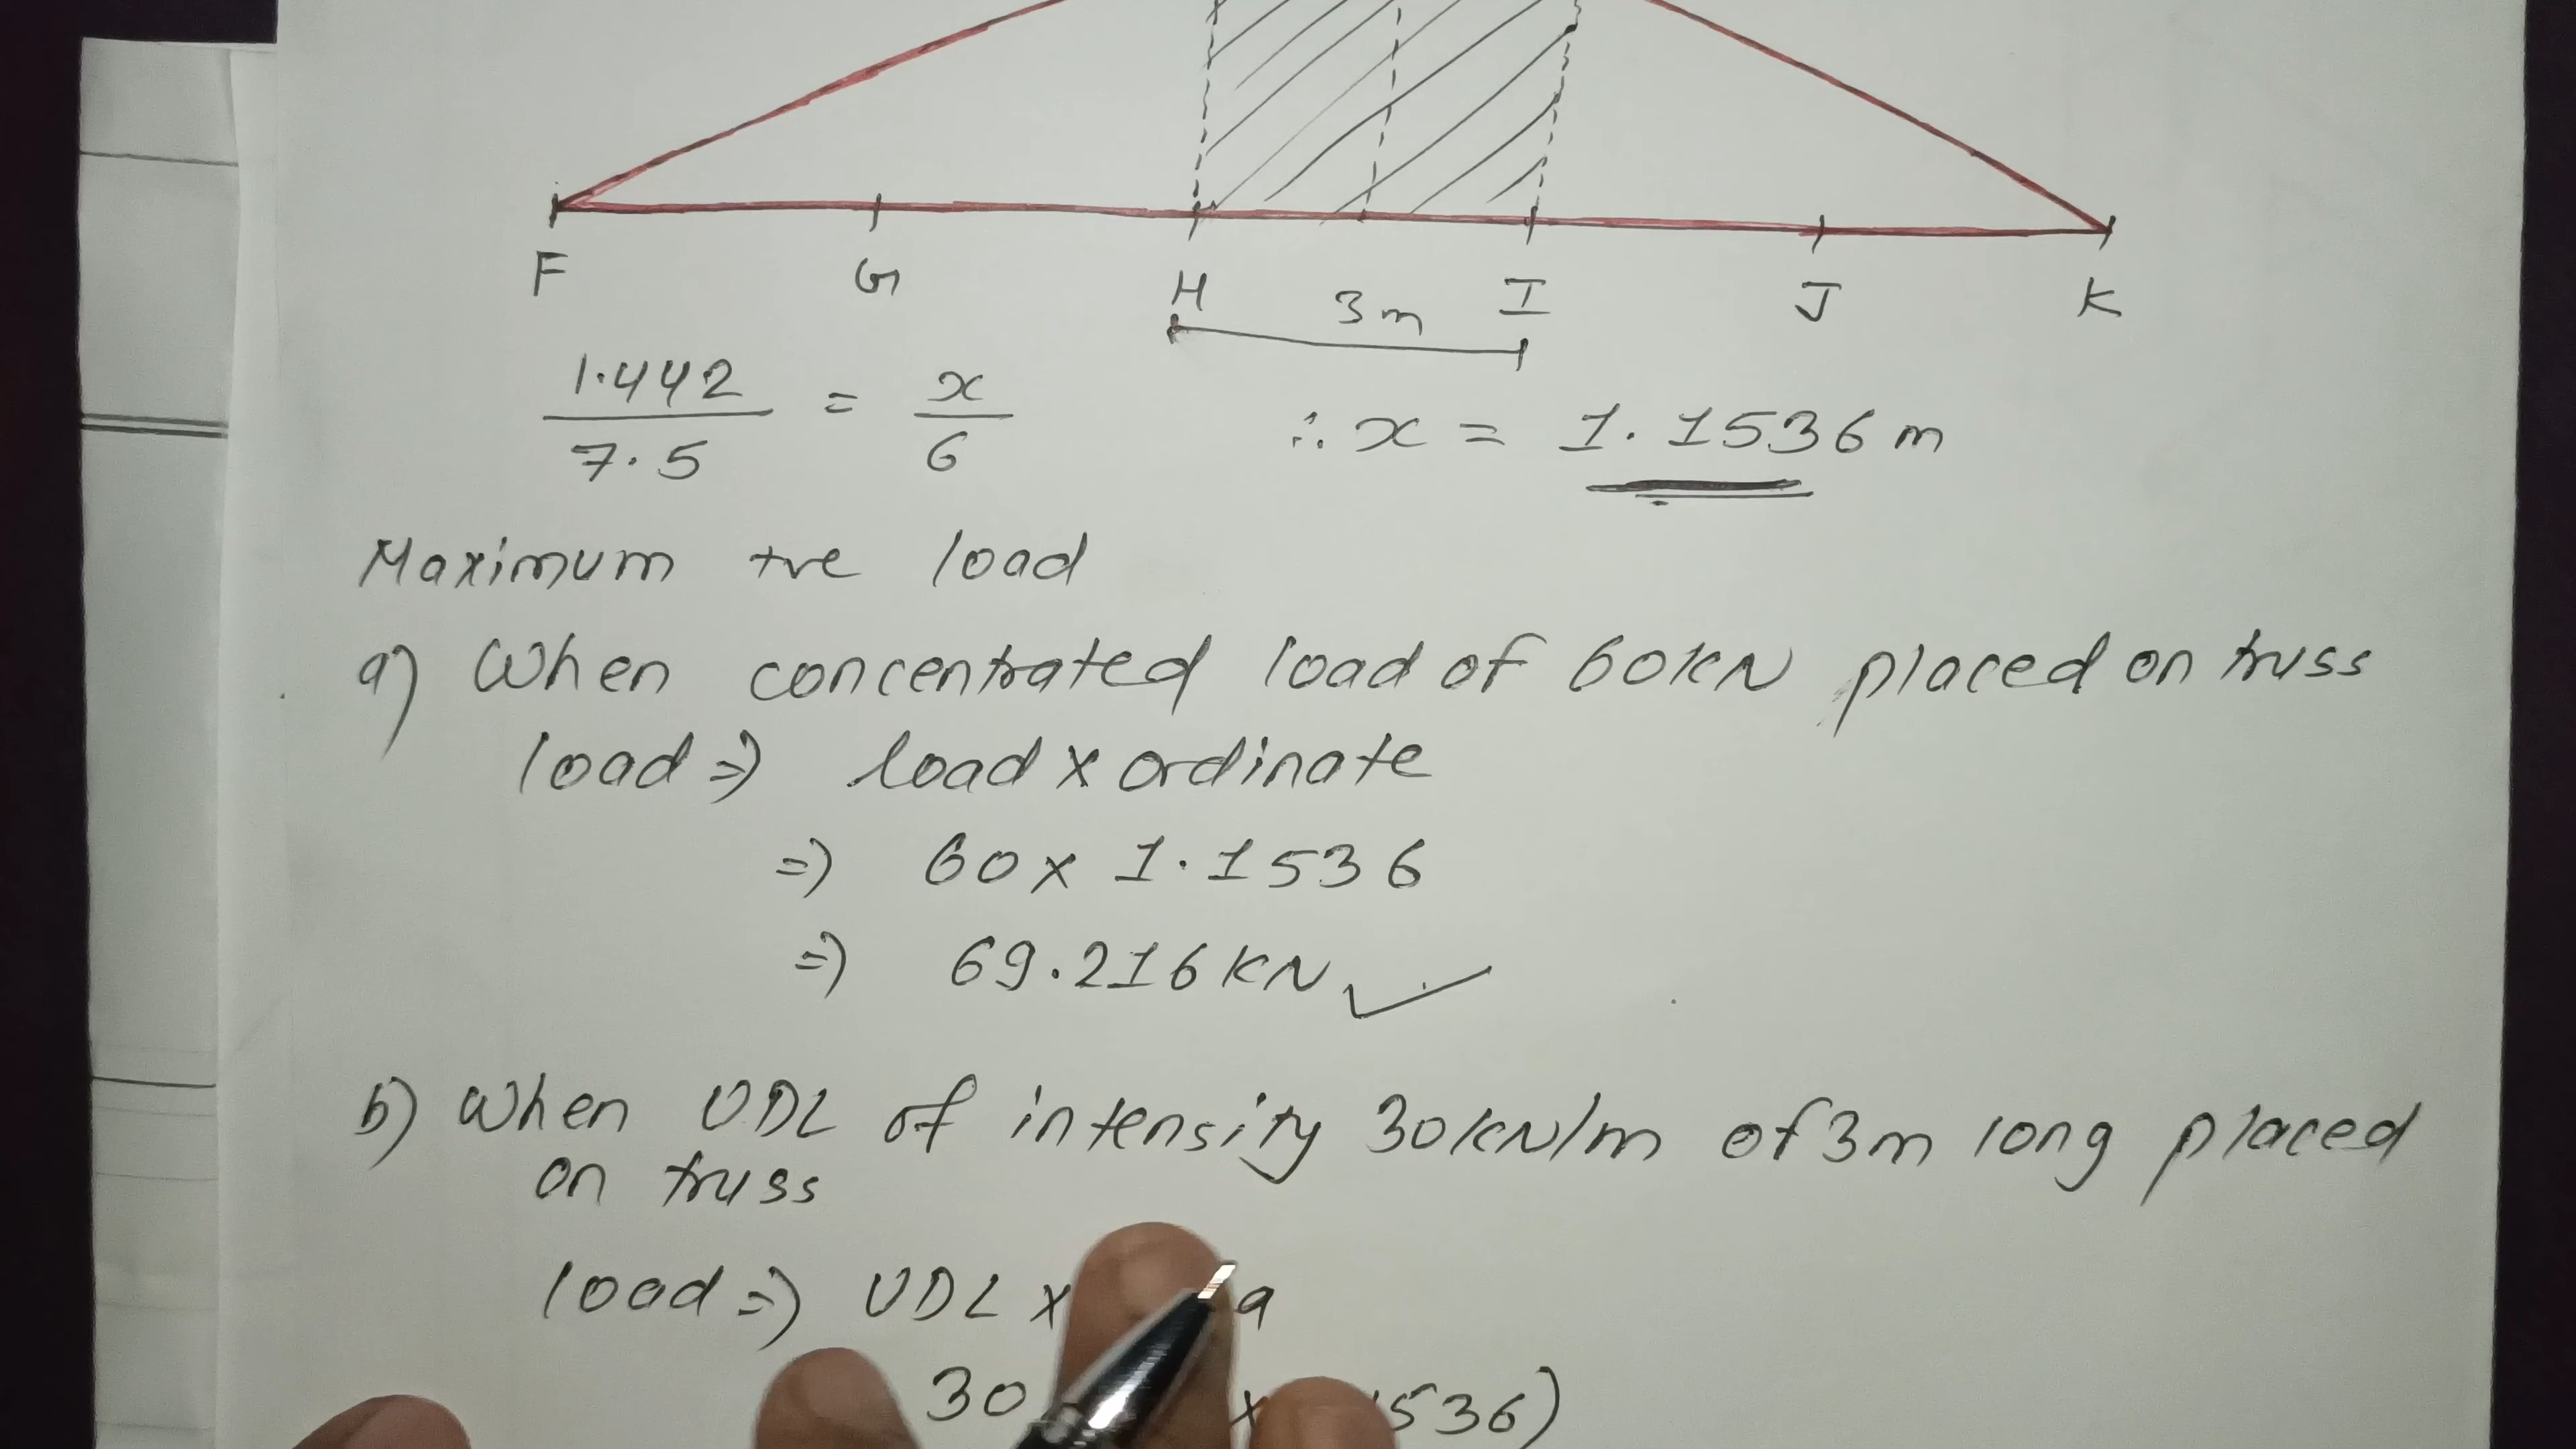 F G H I J K
3m
1.442 / 7.5 = x / 6 ∴ x = 1.1536 m
Maximum +ve load
a) When concentrated load of 60KN placed on truss
load ⇒ load x ordinate
⇒ 60 x 1.1536
⇒ 69.216 KN ✓
b) When UDL of intensity 30KN/m of 3m long placed
on truss
load ⇒ UDL x
30 x 536)